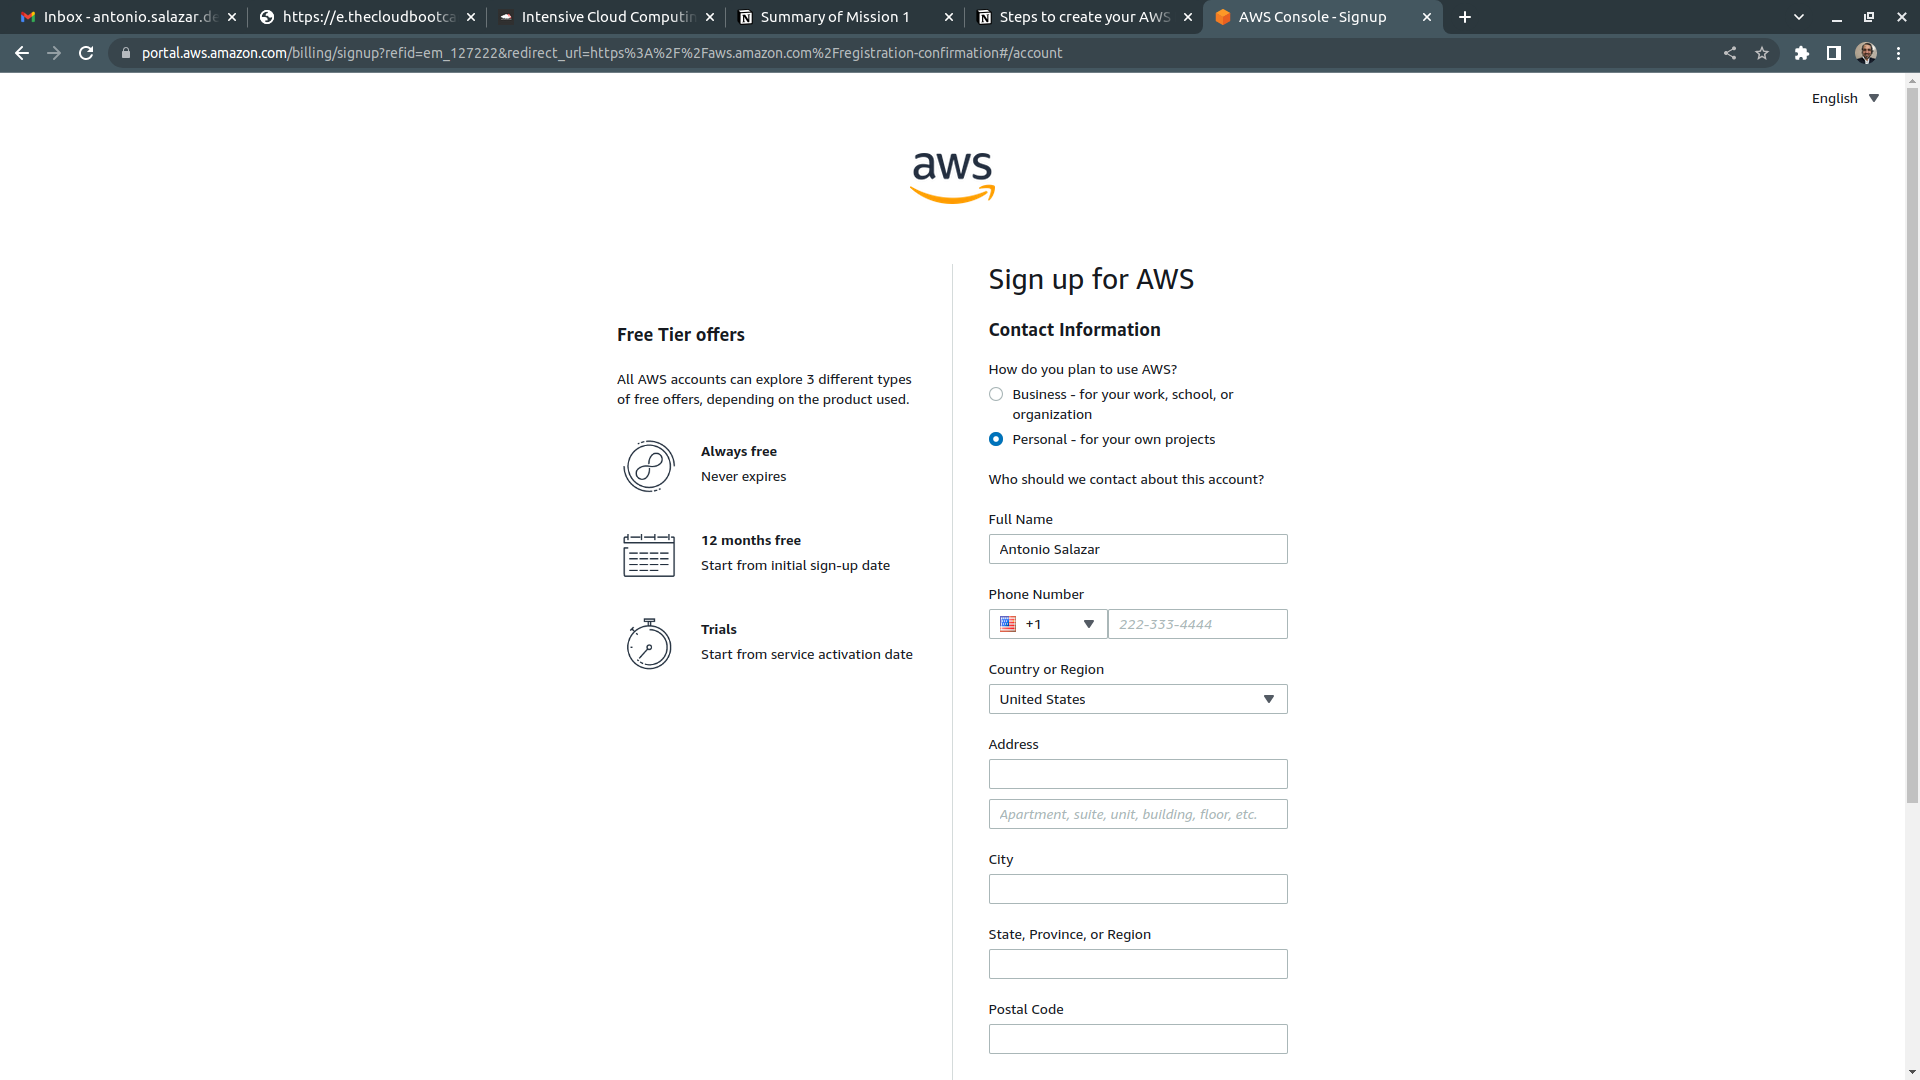 Inbox - antonio.salazar.de
https://e.thecloudbootca
Intensive Cloud Computin
Summary of Mission 1
Steps to create your AWS
AWS Console - Signup
portal.aws.amazon.com/billing/signup?refid=em_127222&redirect_url=https%3A%2F%2Faws.amazon.com%2Fregistration-confirmation#/account
English
aws
Free Tier offers
All AWS accounts can explore 3 different types
of free offers, depending on the product used.
Always free
Never expires
12 months free
Start from initial sign-up date
Trials
Start from service activation date
Sign up for AWS
Contact Information
How do you plan to use AWS?
Business - for your work, school, or
organization
Personal - for your own projects
Who should we contact about this account?
Full Name
Antonio Salazar
Phone Number
+1
222-333-4444
Country or Region
United States
Address
Apartment, suite, unit, building, floor, etc.
City
State, Province, or Region
Postal Code